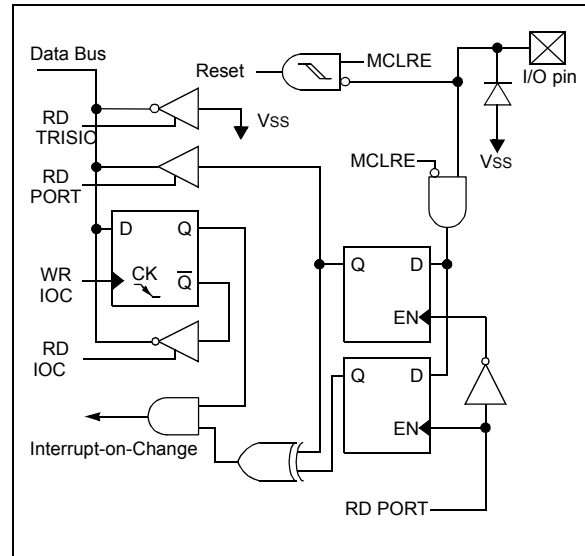 Data Bus
Reset
MCLRE
I/O pin
RD
TRISIO
VSS
VSS
RD
PORT
MCLRE
D
Q
CK
Q
WR
IOC
Q
D
EN
RD
IOC
Q
D
EN
Interrupt-on-Change
RD PORT